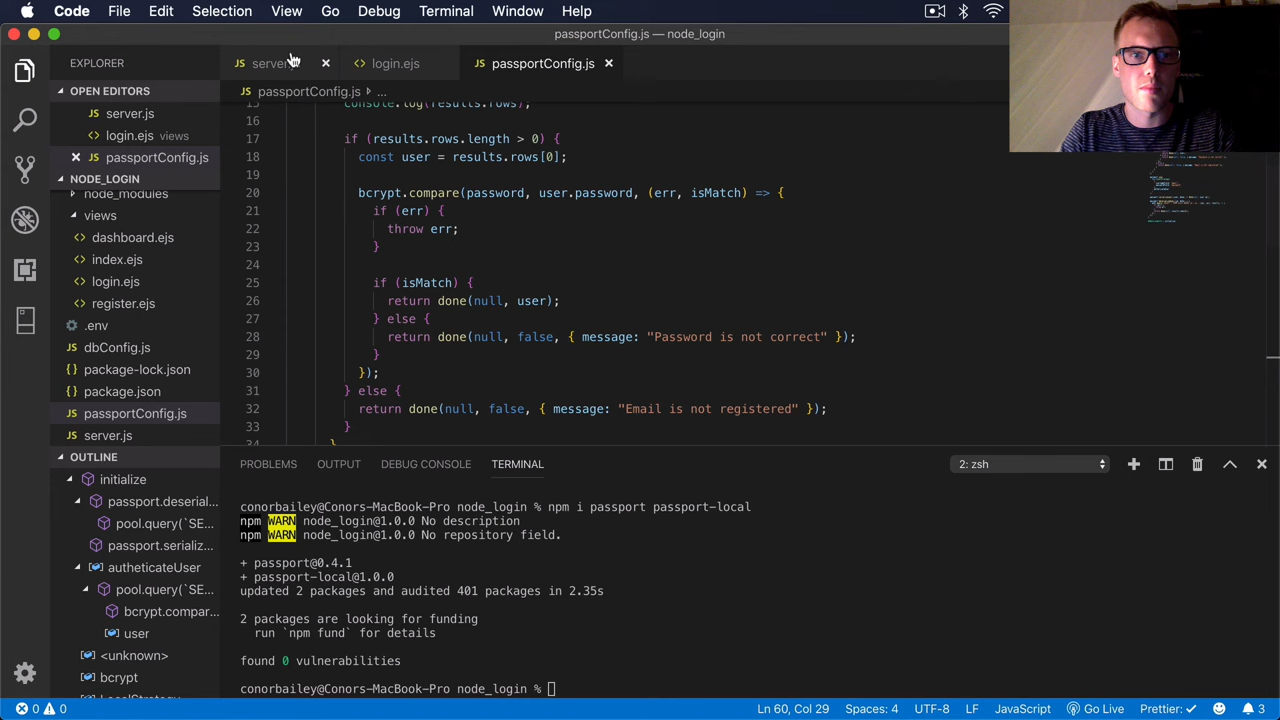 Code File Edit Selection View Go Debug Terminal Window Help
passportConfig.js — node_login
EXPLORER
JS server.js ×
<> login.ejs
JS passportConfig.js ×
OPEN EDITORS
JS server.js
<> login.ejs views
× JS passportConfig.js
NODE_LOGIN
node_modules
views
<> dashboard.ejs
<> index.ejs
<> login.ejs
<> register.ejs
.env
JS dbConfig.js
package-lock.json
package.json
JS passportConfig.js
JS server.js
OUTLINE
initialize
passport.deserial...
pool.query(`SE...
passport.serializ...
autheticateUser
pool.query(`SE...
bcrypt.compar...
user
<unknown>
bcrypt
LocalStrategy
JS passportConfig.js > ...
15 console.log(results.rows);
16
17 if (results.rows.length > 0) {
18 const user = results.rows[0];
19
20 bcrypt.compare(password, user.password, (err, isMatch) => {
21 if (err) {
22 throw err;
23 }
24
25 if (isMatch) {
26 return done(null, user);
27 } else {
28 return done(null, false, { message: "Password is not correct" });
29 }
30 });
31 } else {
32 return done(null, false, { message: "Email is not registered" });
33 }
34 }
PROBLEMS OUTPUT DEBUG CONSOLE TERMINAL 2: zsh
conorbailey@Conors-MacBook-Pro node_login % npm i passport passport-local
npm WARN node_login@1.0.0 No description
npm WARN node_login@1.0.0 No repository field.
+ passport@0.4.1
+ passport-local@1.0.0
updated 2 packages and audited 401 packages in 2.35s
2 packages are looking for funding
run `npm fund` for details
found 0 vulnerabilities
conorbailey@Conors-MacBook-Pro node_login %
0 0 Ln 60, Col 29 Spaces: 4 UTF-8 LF JavaScript Go Live Prettier: ✓ 3